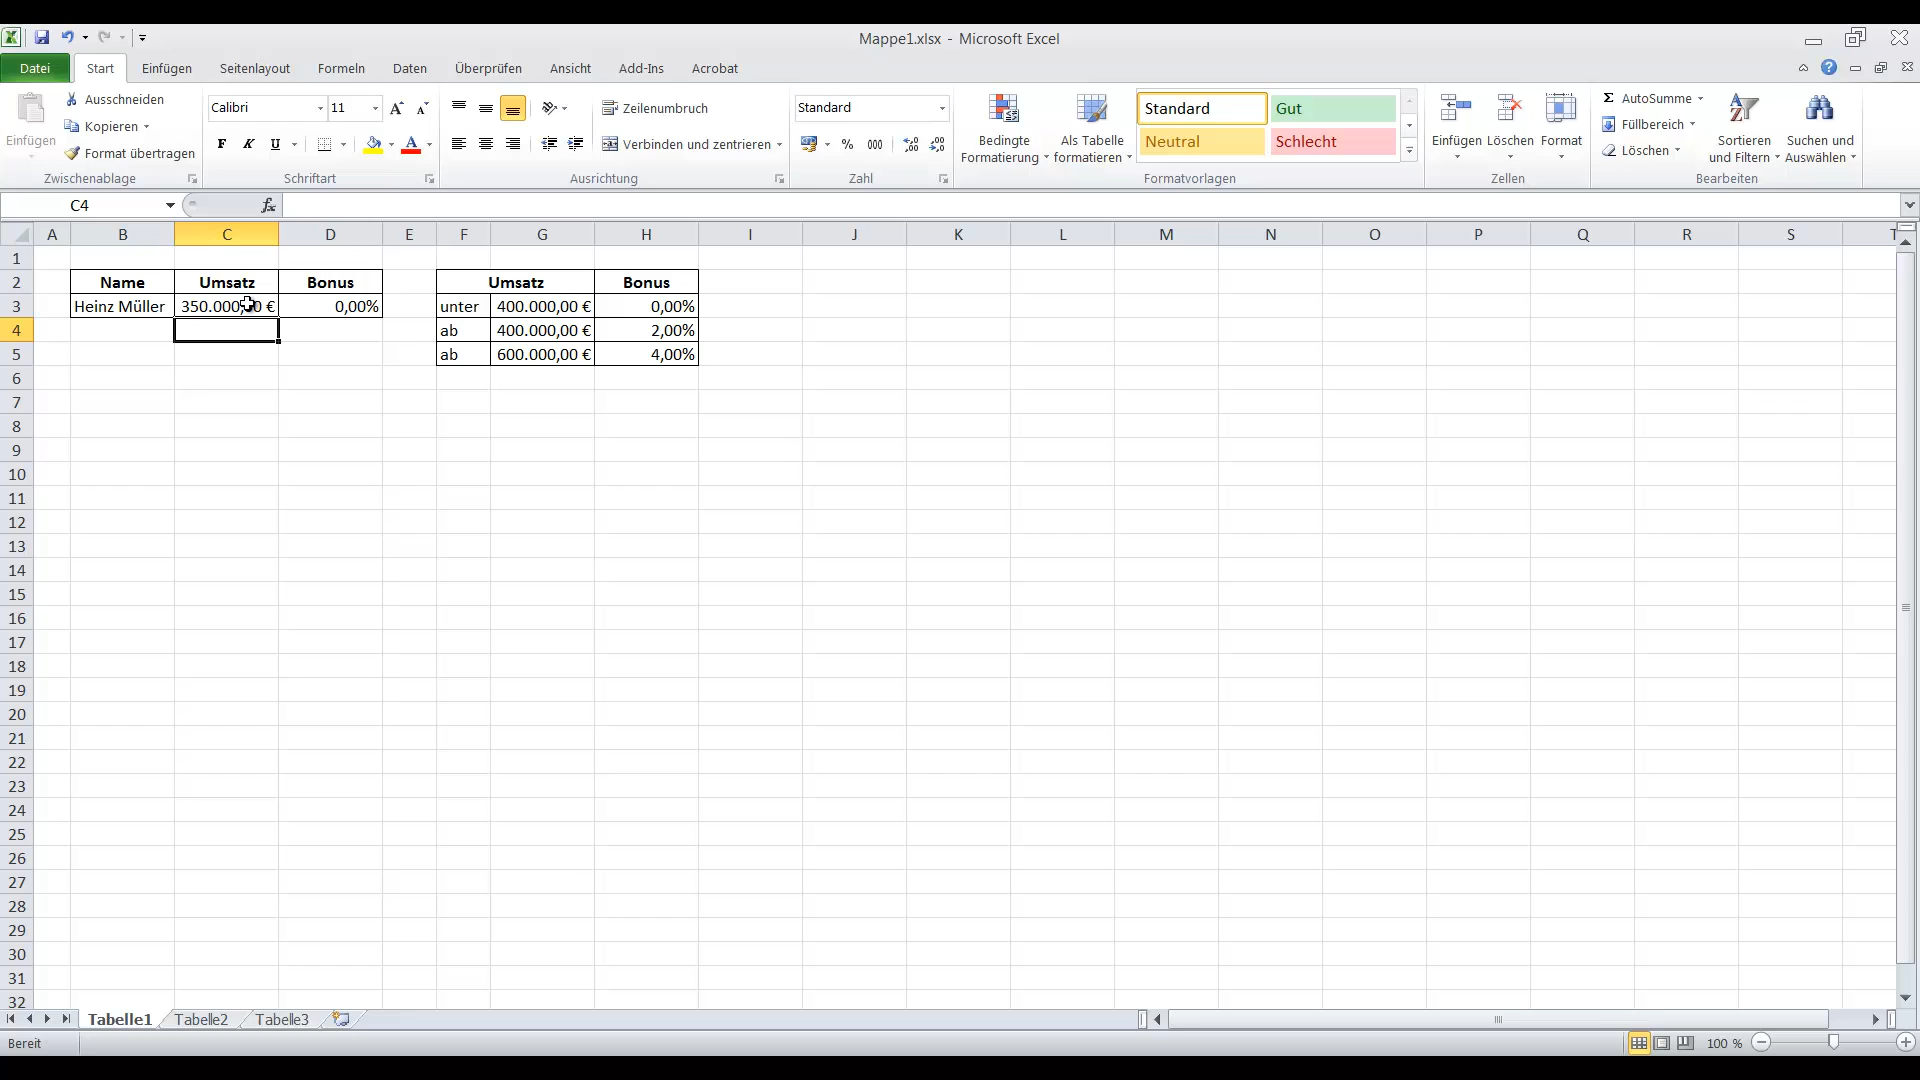 Mappe1.xlsx - Microsoft Excel
Datei Start Einfügen Seitenlayout Formeln Daten Überprüfen Ansicht Add-Ins Acrobat
Einfügen
Ausschneiden
Kopieren
Format übertragen
Zwischenablage
Calibri 11
F K U
Schriftart
Zeilenumbruch
Verbinden und zentrieren
Ausrichtung
Standard
% 000
Zahl
Bedingte Formatierung
Als Tabelle formatieren
Standard Gut
Neutral Schlecht
Formatvorlagen
Einfügen Löschen Format
Zellen
Σ AutoSumme
Füllbereich
Löschen
Sortieren und Filtern
Suchen und Auswählen
Bearbeiten
C4 fx
A B C D E F G H I J K L M N O P Q R S T
1
2 Name Umsatz Bonus Umsatz Bonus
3 Heinz Müller 350.000,00 € 0,00% unter 400.000,00 € 0,00%
4 ab 400.000,00 € 2,00%
5 ab 600.000,00 € 4,00%
6
7
8
9
10
11
12
13
14
15
16
17
18
19
20
21
22
23
24
25
26
27
28
29
30
31
32
Tabelle1 Tabelle2 Tabelle3
Bereit 100 %